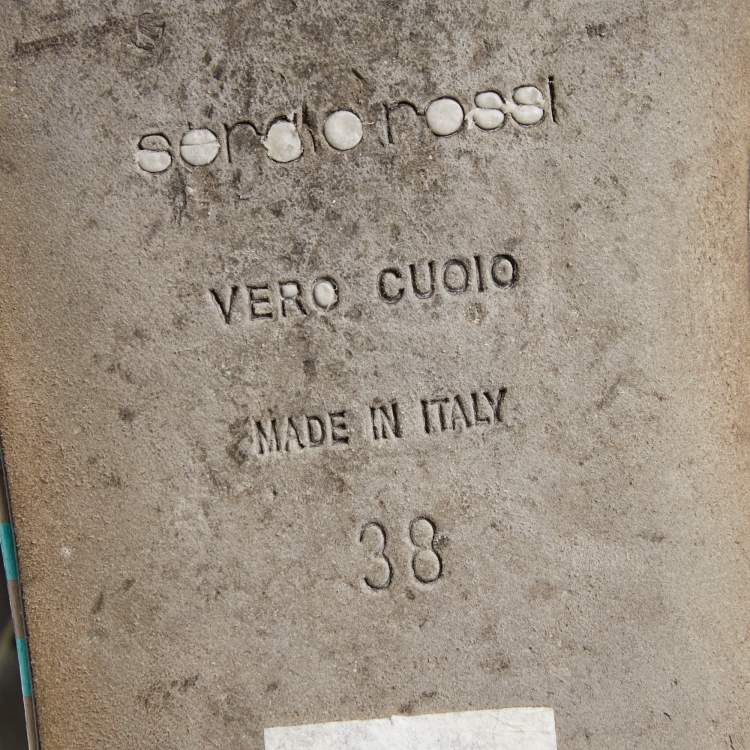 sergio rossi
VERO CUOIO
MADE IN ITALY
38